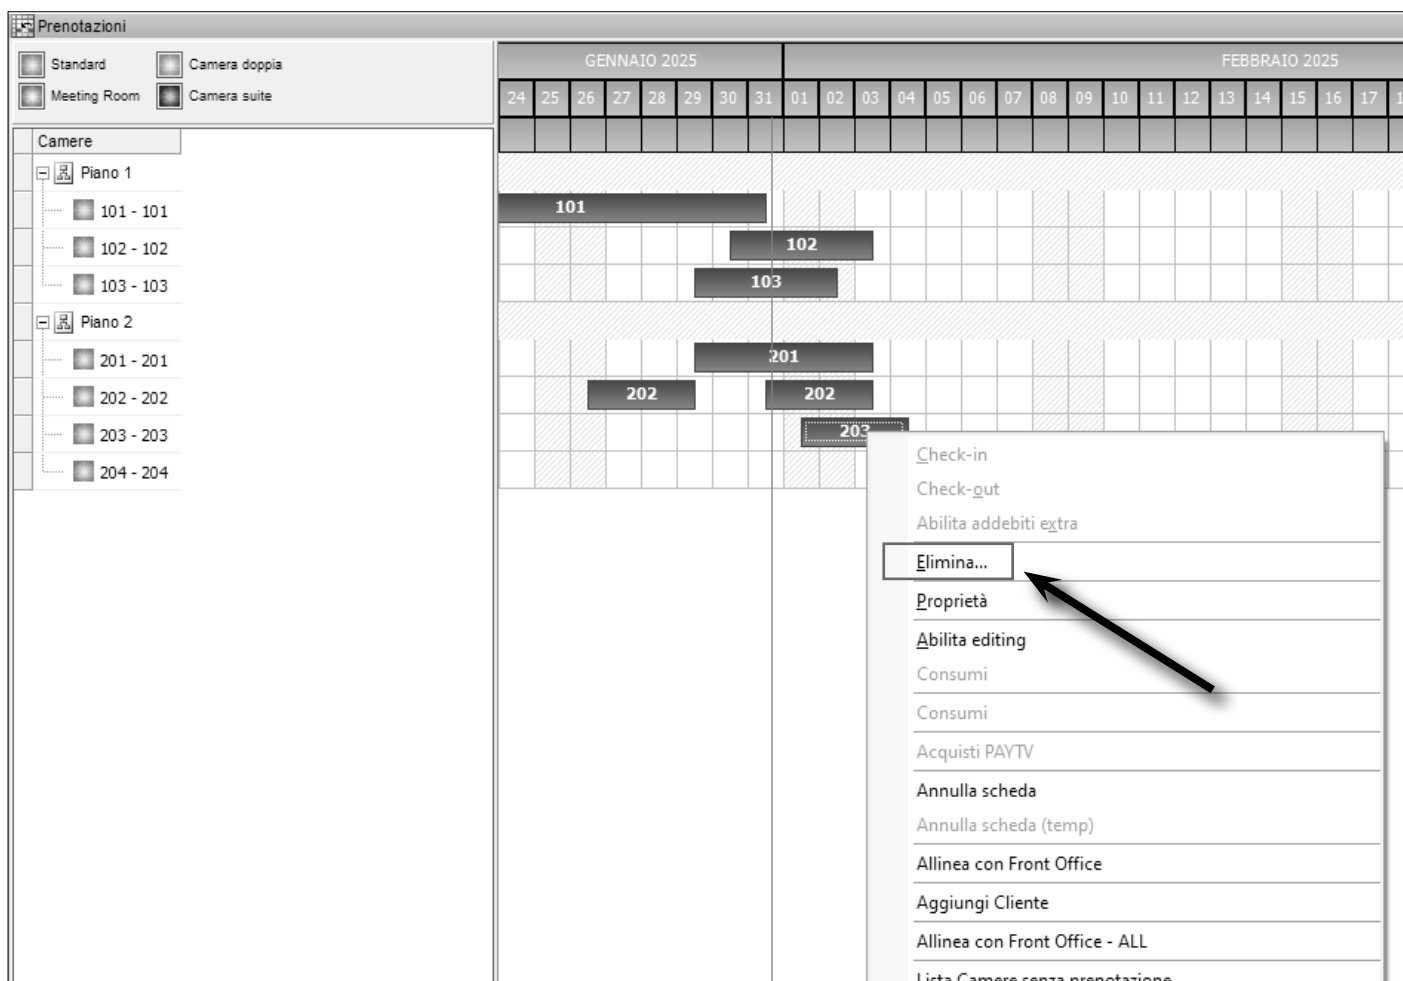 Prenotazioni
Standard Camera doppia
Meeting Room Camera suite
GENNAIO 2025 FEBBRAIO 2025
24 25 26 27 28 29 30 31 01 02 03 04 05 06 07 08 09 10 11 12 13 14 15 16 17
Camere
Piano 1
101 - 101
101
102 - 102
102
103 - 103
103
Piano 2
201 - 201
201
202 - 202
202 202
203 - 203
203
204 - 204
Check-in
Check-out
Abilita addebiti extra
Elimina...
Proprietà
Abilita editing
Consumi
Consumi
Acquisti PAYTV
Annulla scheda
Annulla scheda (temp)
Allinea con Front Office
Aggiungi Cliente
Allinea con Front Office - ALL
Lista Camere senza prenotazione